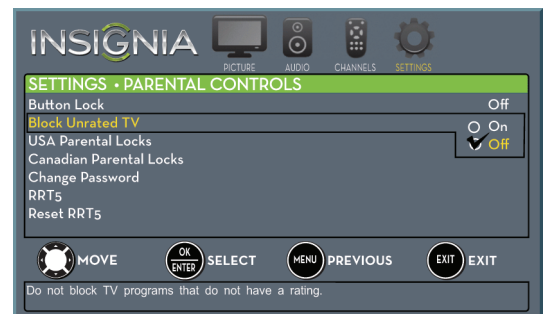 INSIGNIA
PICTURE AUDIO CHANNELS SETTINGS
SETTINGS • PARENTAL CONTROLS
Button Lock Off
Block Unrated TV On
USA Parental Locks Off
Canadian Parental Locks
Change Password
RRT5
Reset RRT5
MOVE OK ENTER SELECT MENU PREVIOUS EXIT EXIT
Do not block TV programs that do not have a rating.